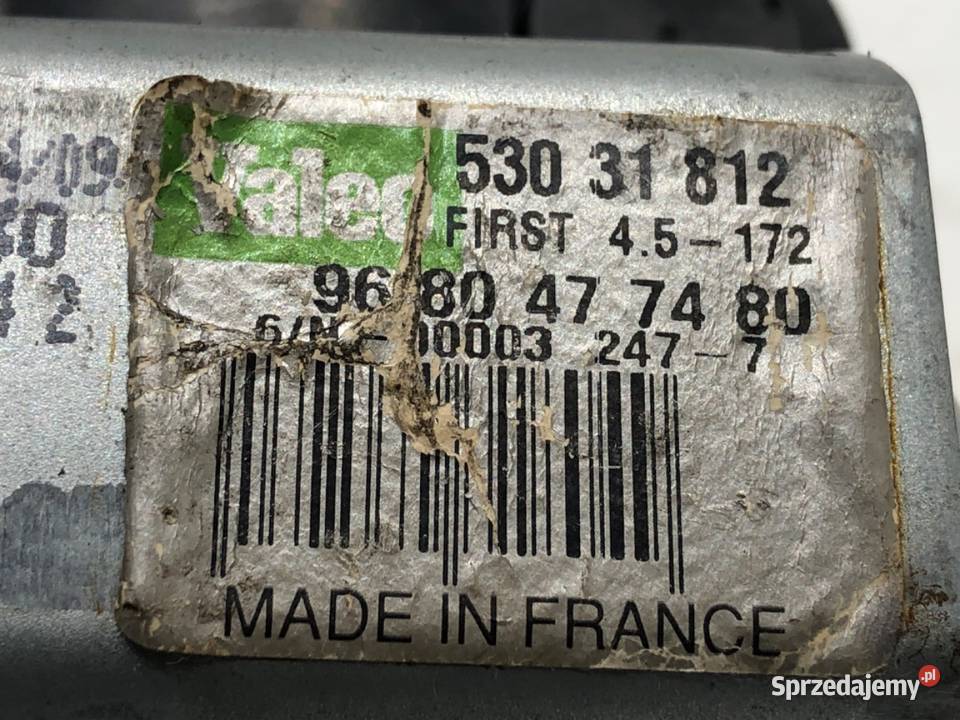 Valeo
530 31 812
FIRST 4.5-172
96 80 47 74 80
247-7
MADE IN FRANCE
Sprzedajemy.pl